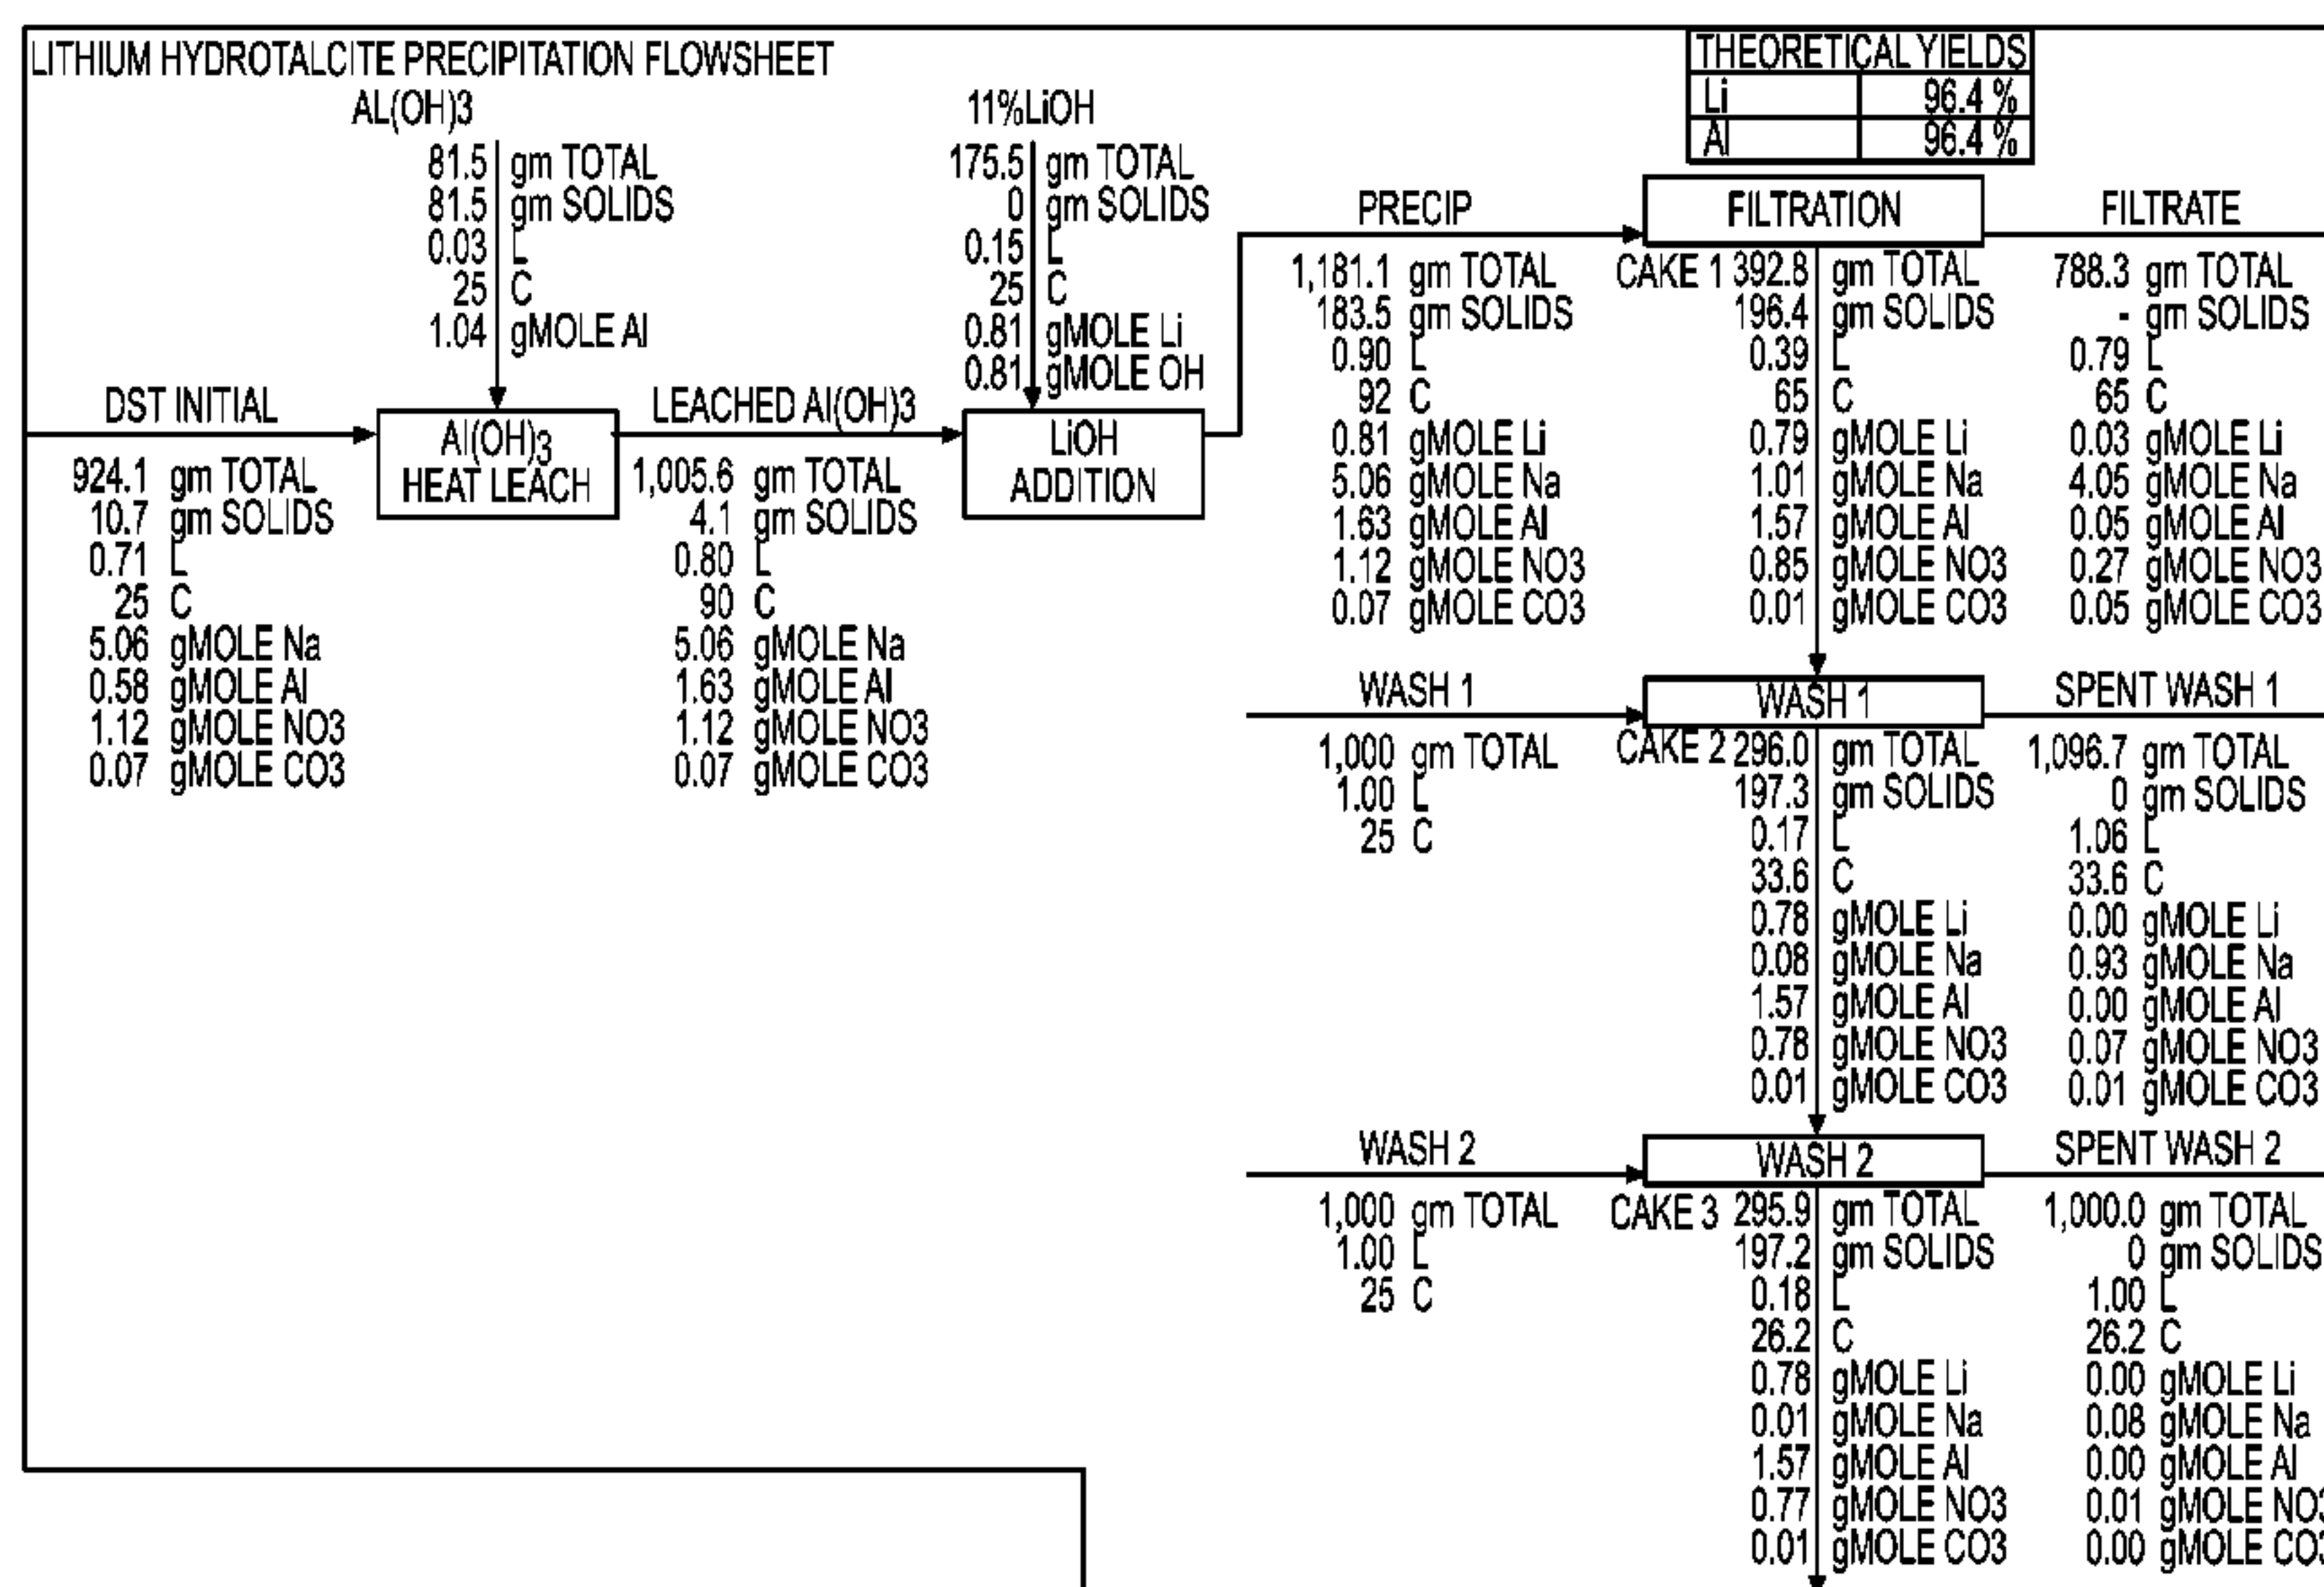 LITHIUM HYDROTALCITE PRECIPITATION FLOWSHEET
THEORETICAL YIELDS
Li 96.4 %
Al 96.4 %
AL(OH)3
81.5 gm TOTAL
81.5 gm SOLIDS
0.03 L
25 C
1.04 gMOLE Al
11%LiOH
175.5 gm TOTAL
0 gm SOLIDS
0.15 L
25 C
0.81 gMOLE Li
0.81 gMOLE OH
DST INITIAL
924.1 gm TOTAL
10.7 gm SOLIDS
0.71 L
25 C
5.06 gMOLE Na
0.58 gMOLE Al
1.12 gMOLE NO3
0.07 gMOLE CO3
Al(OH)3
HEAT LEACH
LEACHED Al(OH)3
1,005.6 gm TOTAL
4.1 gm SOLIDS
0.80 L
90 C
5.06 gMOLE Na
1.63 gMOLE Al
1.12 gMOLE NO3
0.07 gMOLE CO3
LiOH
ADDITION
PRECIP
1,181.1 gm TOTAL
183.5 gm SOLIDS
0.90 L
92 C
0.81 gMOLE Li
5.06 gMOLE Na
1.63 gMOLE Al
1.12 gMOLE NO3
0.07 gMOLE CO3
FILTRATION
CAKE 1 392.8 gm TOTAL
196.4 gm SOLIDS
0.39 L
65 C
0.79 gMOLE Li
1.01 gMOLE Na
1.57 gMOLE Al
0.85 gMOLE NO3
0.01 gMOLE CO3
FILTRATE
788.3 gm TOTAL
- gm SOLIDS
0.79 L
65 C
0.03 gMOLE Li
4.05 gMOLE Na
0.05 gMOLE Al
0.27 gMOLE NO3
0.05 gMOLE CO3
WASH 1
1,000 gm TOTAL
1.00 L
25 C
WASH 1
CAKE 2 296.0 gm TOTAL
197.3 gm SOLIDS
0.17 L
33.6 C
0.78 gMOLE Li
0.08 gMOLE Na
1.57 gMOLE Al
0.78 gMOLE NO3
0.01 gMOLE CO3
SPENT WASH 1
1,096.7 gm TOTAL
0 gm SOLIDS
1.06 L
33.6 C
0.00 gMOLE Li
0.93 gMOLE Na
0.00 gMOLE Al
0.07 gMOLE NO3
0.01 gMOLE CO3
WASH 2
1,000 gm TOTAL
1.00 L
25 C
WASH 2
CAKE 3 295.9 gm TOTAL
197.2 gm SOLIDS
0.18 L
26.2 C
0.78 gMOLE Li
0.01 gMOLE Na
1.57 gMOLE Al
0.77 gMOLE NO3
0.01 gMOLE CO3
SPENT WASH 2
1,000.0 gm TOTAL
0 gm SOLIDS
1.00 L
26.2 C
0.00 gMOLE Li
0.08 gMOLE Na
0.00 gMOLE Al
0.01 gMOLE NO3
0.00 gMOLE CO3